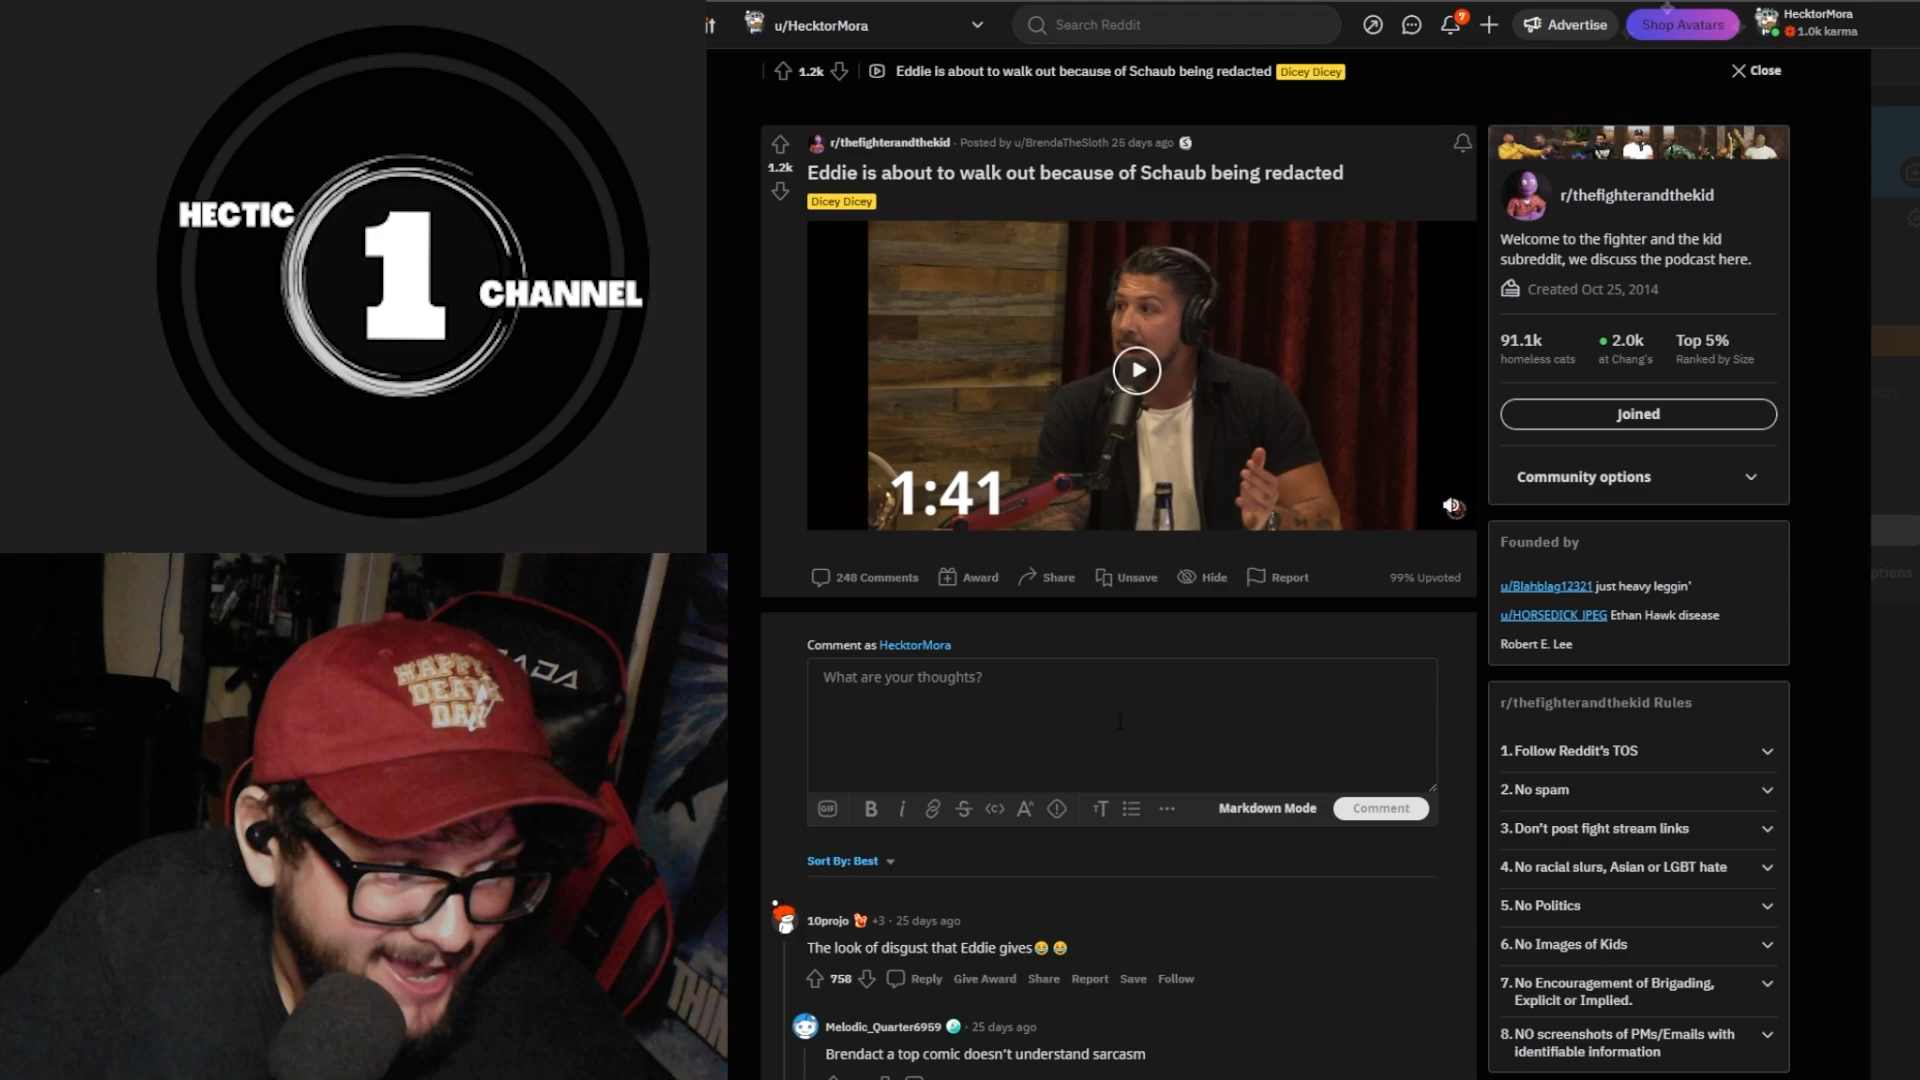 HECTIC
1
CHANNEL
HAPPY
DEATH
DAY
u/HecktorMora
Search Reddit
7
Advertise
Shop Avatars
HecktorMora
1.0k karma
1.2k
Eddie is about to walk out because of Schaub being redacted
Dicey Dicey
Close
r/thefighterandthekid · Posted by u/BrendaTheSloth 25 days ago
1.2k
Eddie is about to walk out because of Schaub being redacted
Dicey Dicey
1:41
248 Comments
Award
Share
Unsave
Hide
Report
99% Upvoted
Comment as HecktorMora
What are your thoughts?
GIF
Markdown Mode
Comment
Sort By: Best
10projo +3 · 25 days ago
The look of disgust that Eddie gives😂 😂
758
Reply
Give Award
Share
Report
Save
Follow
Melodic_Quarter6959 · 25 days ago
Brendact a top comic doesn't understand sarcasm
r/thefighterandthekid
Welcome to the fighter and the kid
subreddit, we discuss the podcast here.
Created Oct 25, 2014
91.1k
homeless cats
2.0k
at Chang's
Top 5%
Ranked by Size
Joined
Community options
Founded by
u/Blahblag12321 just heavy leggin'
u/HORSEDICK_JPEG Ethan Hawk disease
Robert E. Lee
r/thefighterandthekid Rules
1. Follow Reddit's TOS
2. No spam
3. Don't post fight stream links
4. No racial slurs, Asian or LGBT hate
5. No Politics
6. No Images of Kids
7. No Encouragement of Brigading,
Explicit or Implied.
8. NO screenshots of PMs/Emails with
identifiable information